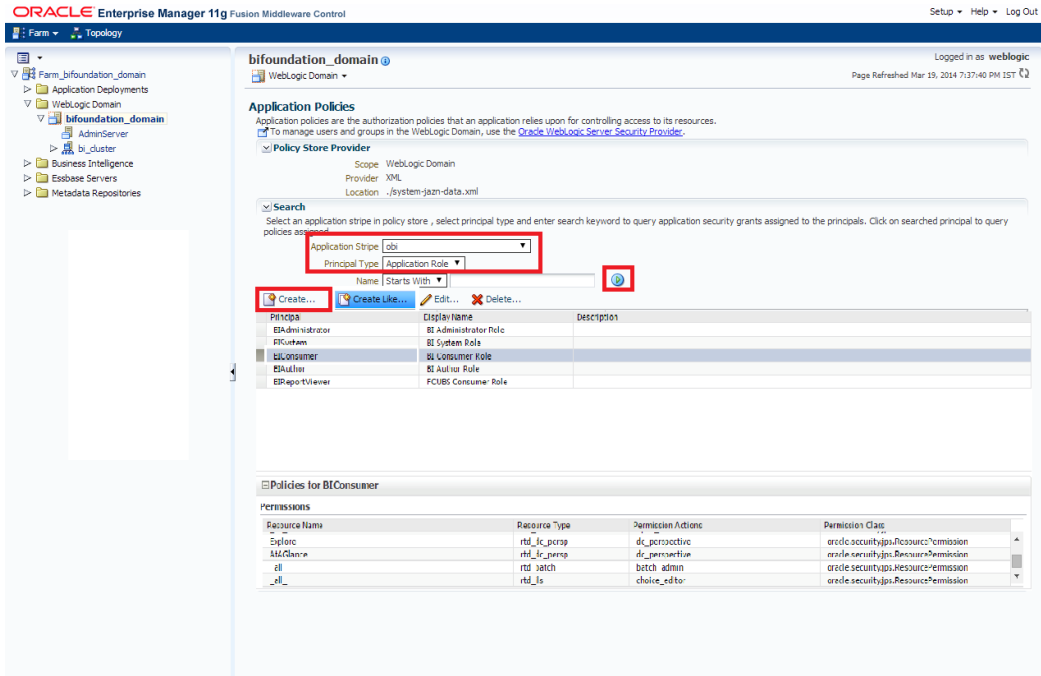 ORACLE Enterprise Manager 11g Fusion Middleware Control
Setup Help Log Out
Farm Topology
Farm_bifoundation_domain
Application Deployments
WebLogic Domain
bifoundation_domain
AdminServer
bi_cluster
Business Intelligence
Essbase Servers
Metadata Repositories
bifoundation_domain
Logged in as weblogic
WebLogic Domain
Page Refreshed Mar 19, 2014 7:37:40 PM IST
Application Policies
Application policies are the authorization policies that an application relies upon for controlling access to its resources.
To manage users and groups in the WebLogic Domain, use the Oracle WebLogic Server Security Provider.
Policy Store Provider
Scope WebLogic Domain
Provider XML
Location ./system-jazn-data.xml
Search
Select an application stripe in policy store , select principal type and enter search keyword to query application security grants assigned to the principals. Click on searched principal to query
policies assigned.
Application Stripe obi
Principal Type Application Role
Name Starts With
Create... Create Like... Edit... Delete...
Principal Display Name Description
BIAdministrator BI Administrator Role
BISystem BI System Role
BIConsumer BI Consumer Role
BIAuthor BI Author Role
BIReportViewer FCUBS Consumer Role
Policies for BIConsumer
Permissions
Resource Name Resource Type Permission Actions Permission Class
Explore rtd_dc_persp dc_perspective oracle.security.jps.ResourcePermission
AtAGlance rtd_dc_persp dc_perspective oracle.security.jps.ResourcePermission
_all_ rtd_batch batch_admin oracle.security.jps.ResourcePermission
_all_ rtd_ils choice_editor oracle.security.jps.ResourcePermission